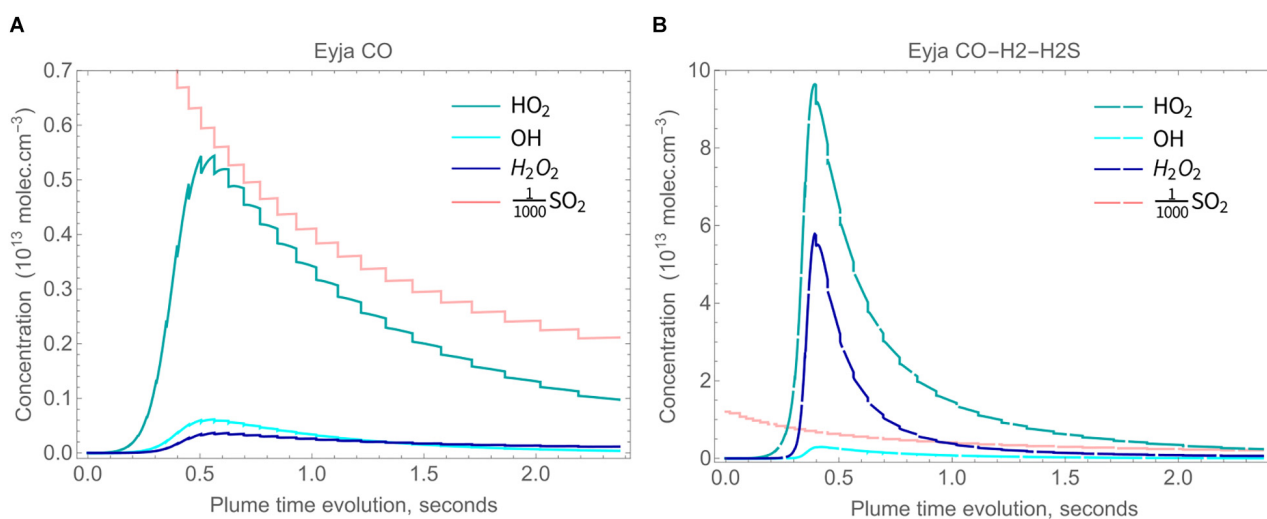 A
Eyja CO
Concentration (10¹³ molec.cm⁻³)
0.7
0.6
0.5
0.4
0.3
0.2
0.1
0.0
HO₂
OH
H₂O₂
1/1000 SO₂
0.0 0.5 1.0 1.5 2.0
Plume time evolution, seconds
B
Eyja CO–H2–H2S
Concentration (10¹³ molec.cm⁻³)
10
8
6
4
2
0
HO₂
OH
H₂O₂
1/1000 SO₂
0.0 0.5 1.0 1.5 2.0
Plume time evolution, seconds